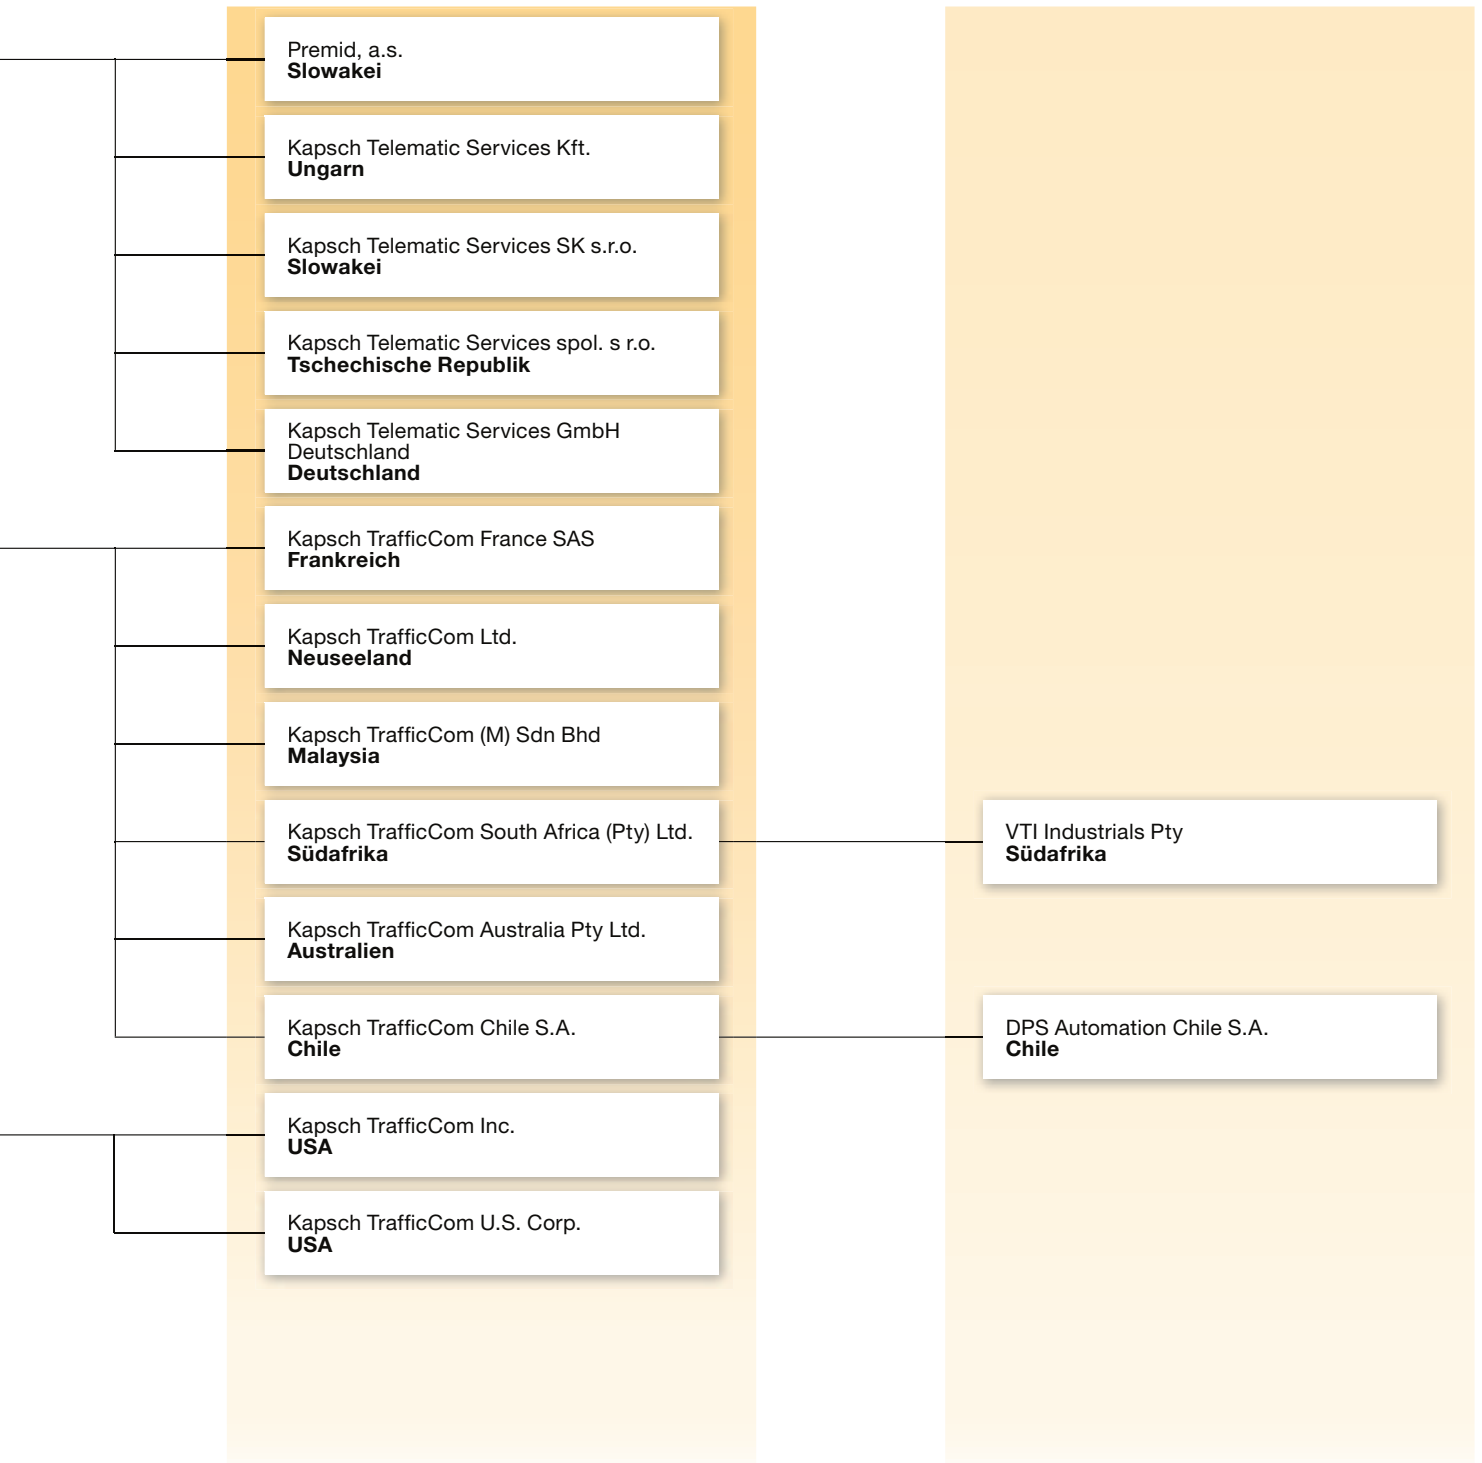 Premid, a.s.
Slowakei
Kapsch Telematic Services Kft.
Ungarn
Kapsch Telematic Services SK s.r.o.
Slowakei
Kapsch Telematic Services spol. s r.o.
Tschechische Republik
Kapsch Telematic Services GmbH
Deutschland
Deutschland
Kapsch TrafficCom France SAS
Frankreich
Kapsch TrafficCom Ltd.
Neuseeland
Kapsch TrafficCom (M) Sdn Bhd
Malaysia
Kapsch TrafficCom South Africa (Pty) Ltd.
Südafrika
VTI Industrials Pty
Südafrika
Kapsch TrafficCom Australia Pty Ltd.
Australien
Kapsch TrafficCom Chile S.A.
Chile
DPS Automation Chile S.A.
Chile
Kapsch TrafficCom Inc.
USA
Kapsch TrafficCom U.S. Corp.
USA